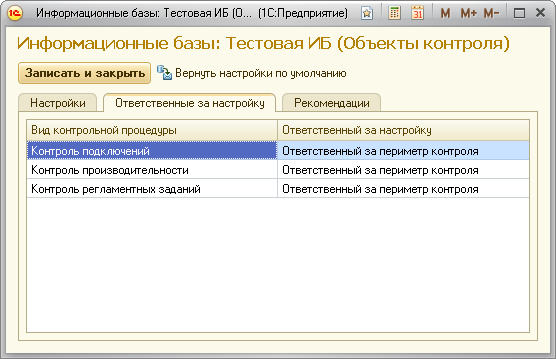 Информационные базы: Тестовая ИБ (О... (1С:Предприятие) 31 M M+ M-
Информационные базы: Тестовая ИБ (Объекты контроля)
Записать и закрыть Вернуть настройки по умолчанию
Настройки Ответственные за настройку Рекомендации
Вид контрольной процедуры Ответственный за настройку
Контроль подключений Ответственный за периметр контроля
Контроль производительности Ответственный за периметр контроля
Контроль регламентных заданий Ответственный за периметр контроля